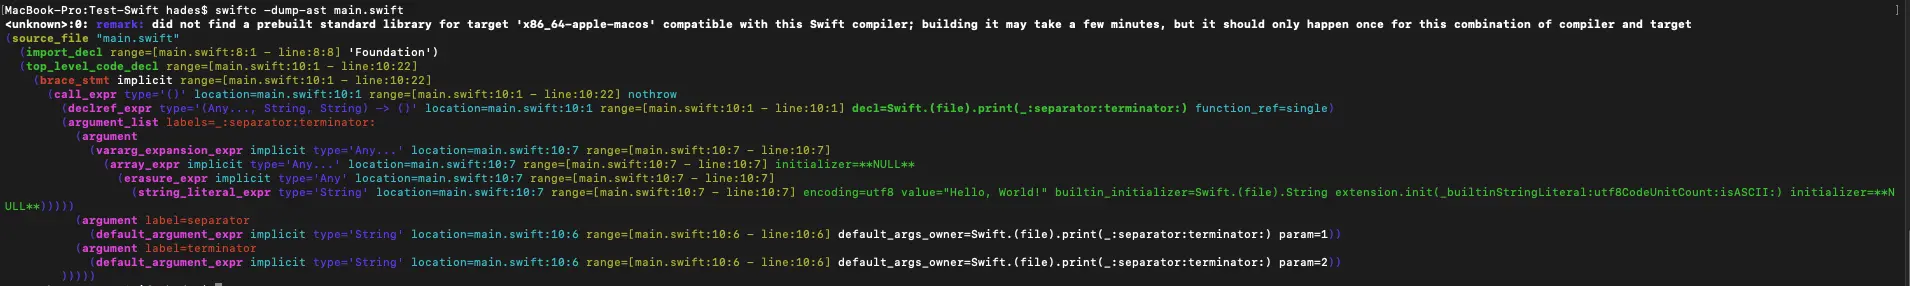 [MacBook-Pro:Test-Swift hades$ swiftc -dump-ast main.swift ]
<unknown>:0: remark: did not find a prebuilt standard library for target 'x86_64-apple-macos' compatible with this Swift compiler; building it may take a few minutes, but it should only happen once for this combination of compiler and target
(source_file "main.swift"
  (import_decl range=[main.swift:8:1 - line:8:8] 'Foundation')
  (top_level_code_decl range=[main.swift:10:1 - line:10:22]
    (brace_stmt implicit range=[main.swift:10:1 - line:10:22]
      (call_expr type='()' location=main.swift:10:1 range=[main.swift:10:1 - line:10:22] nothrow
        (declref_expr type='(Any..., String, String) -> ()' location=main.swift:10:1 range=[main.swift:10:1 - line:10:1] decl=Swift.(file).print(_:separator:terminator:) function_ref=single)
        (argument_list labels=_:separator:terminator:
          (argument
            (vararg_expansion_expr implicit type='Any...' location=main.swift:10:7 range=[main.swift:10:7 - line:10:7]
              (array_expr implicit type='Any...' location=main.swift:10:7 range=[main.swift:10:7 - line:10:7] initializer=**NULL**
                (erasure_expr implicit type='Any' location=main.swift:10:7 range=[main.swift:10:7 - line:10:7]
                  (string_literal_expr type='String' location=main.swift:10:7 range=[main.swift:10:7 - line:10:7] encoding=utf8 value="Hello, World!" builtin_initializer=Swift.(file).String extension.init(_builtinStringLiteral:utf8CodeUnitCount:isASCII:) initializer=**N
ULL**)))))
          (argument label=separator
            (default_argument_expr implicit type='String' location=main.swift:10:6 range=[main.swift:10:6 - line:10:6] default_args_owner=Swift.(file).print(_:separator:terminator:) param=1))
          (argument label=terminator
            (default_argument_expr implicit type='String' location=main.swift:10:6 range=[main.swift:10:6 - line:10:6] default_args_owner=Swift.(file).print(_:separator:terminator:) param=2))
        )))))